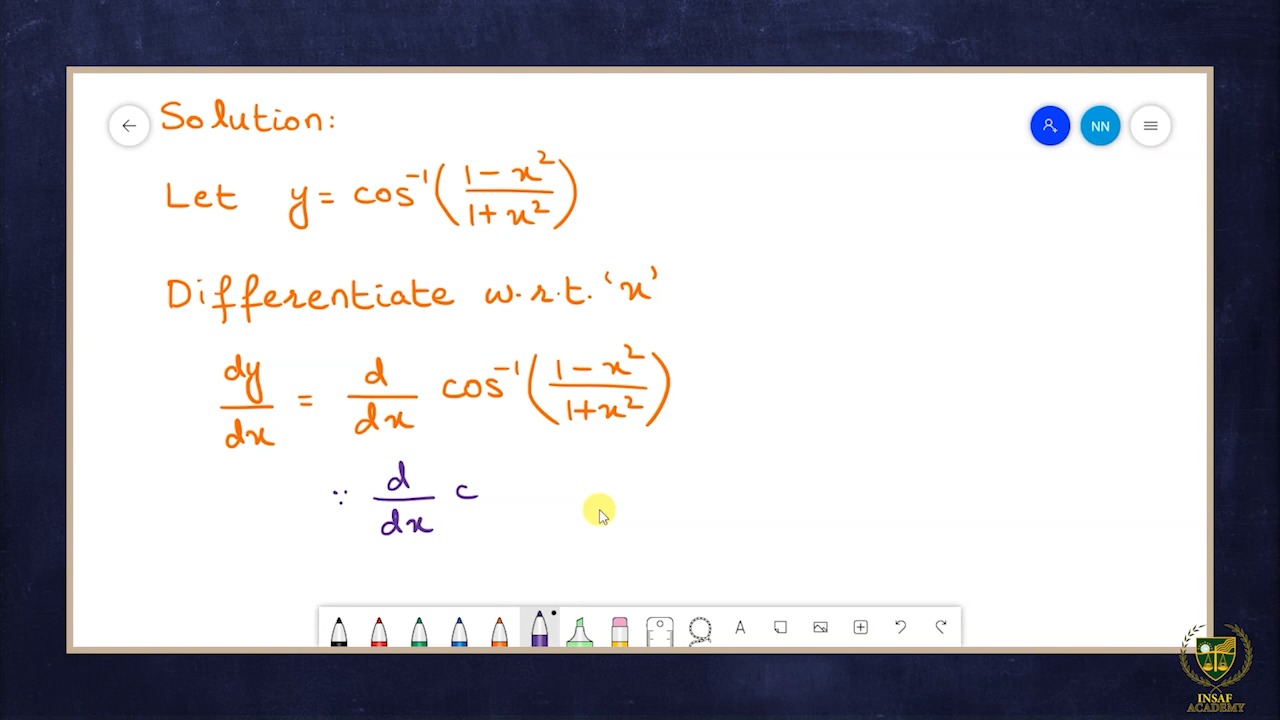 Solution:
Let y = cos⁻¹((1 - x²)/(1 + x²))
Differentiate w.r.t. 'x'
dy/dx = d/dx cos⁻¹((1 - x²)/(1 + x²))
∵ d/dx c
NN
A
INSAF
ACADEMY